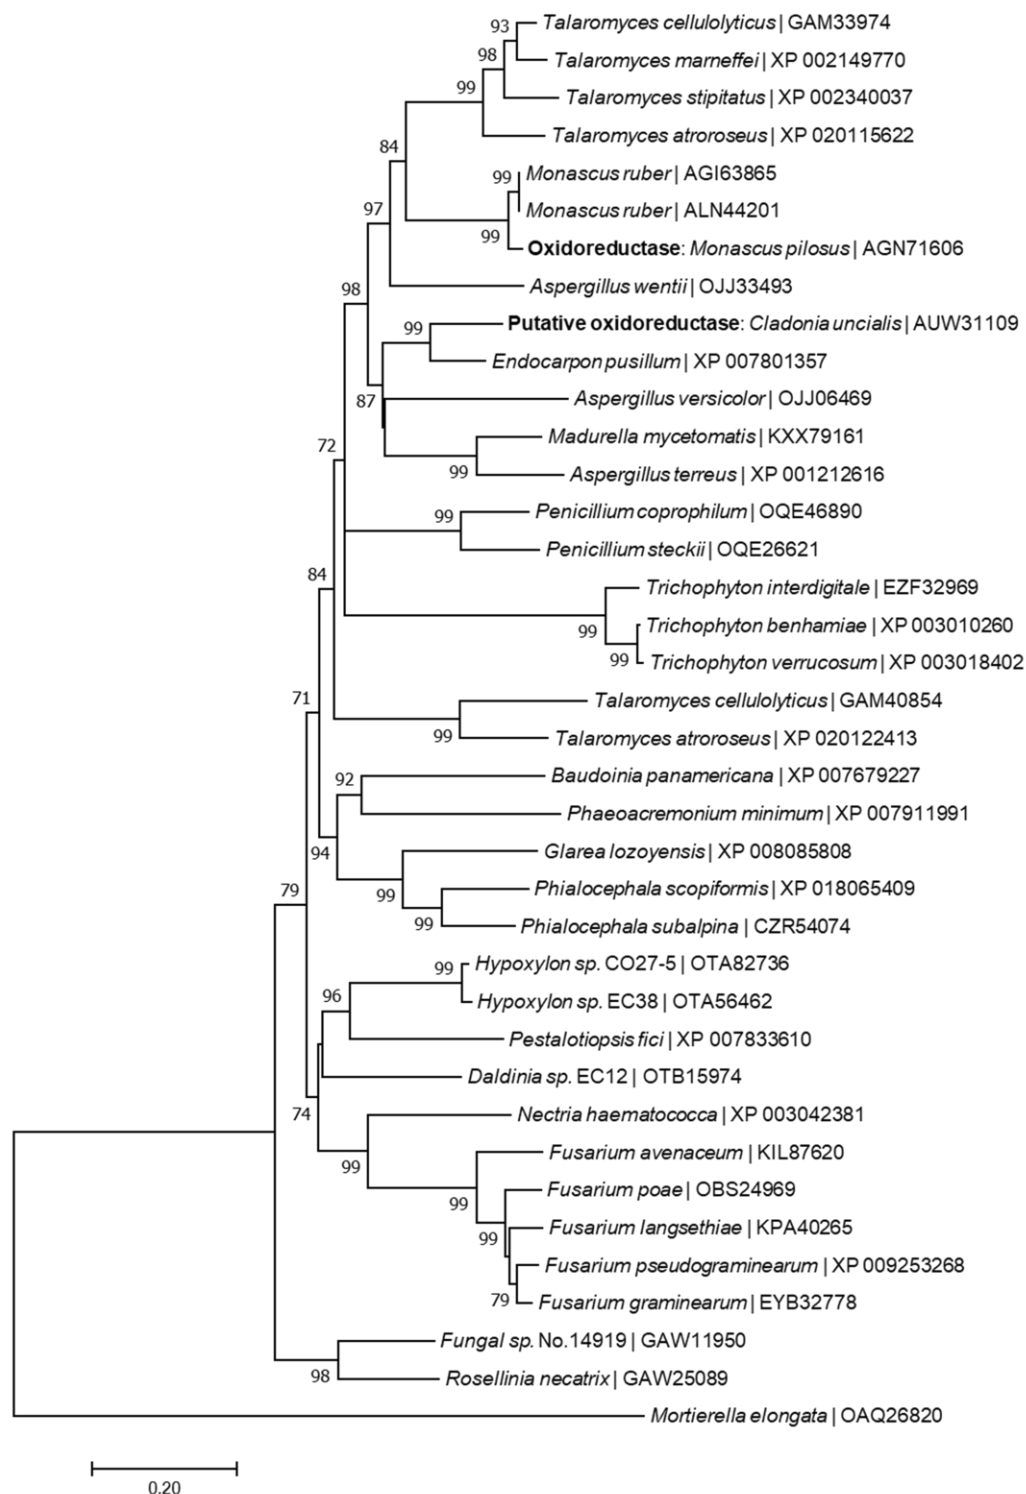 93
Talaromyces cellulolyticus | GAM33974
98
Talaromyces marneffei | XP 002149770
99
Talaromyces stipitatus | XP 002340037
Talaromyces atroroseus | XP 020115622
84
99
Monascus ruber | AGI63865
97
Monascus ruber | ALN44201
99
Oxidoreductase: Monascus pilosus | AGN71606
98
Aspergillus wentii | OJJ33493
99
Putative oxidoreductase: Cladonia uncialis | AUW31109
Endocarpon pusillum | XP 007801357
87
Aspergillus versicolor | OJJ06469
72
Madurella mycetomatis | KXX79161
99
Aspergillus terreus | XP 001212616
99
Penicillium coprophilum | OQE46890
Penicillium steckii | OQE26621
84
Trichophyton interdigitale | EZF32969
99
Trichophyton benhamiae | XP 003010260
99
Trichophyton verrucosum | XP 003018402
71
Talaromyces cellulolyticus | GAM40854
99
Talaromyces atroroseus | XP 020122413
92
Baudoinia panamericana | XP 007679227
Phaeoacremonium minimum | XP 007911991
94
Glarea lozoyensis | XP 008085808
79
99
Phialocephala scopiformis | XP 018065409
99
Phialocephala subalpina | CZR54074
99
Hypoxylon sp. CO27-5 | OTA82736
96
Hypoxylon sp. EC38 | OTA56462
Pestalotiopsis fici | XP 007833610
Daldinia sp. EC12 | OTB15974
74
Nectria haematococca | XP 003042381
99
Fusarium avenaceum | KIL87620
99
Fusarium poae | OBS24969
99
Fusarium langsethiae | KPA40265
Fusarium pseudograminearum | XP 009253268
79
Fusarium graminearum | EYB32778
Fungal sp. No.14919 | GAW11950
98
Rosellinia necatrix | GAW25089
Mortierella elongata | OAQ26820
0.20